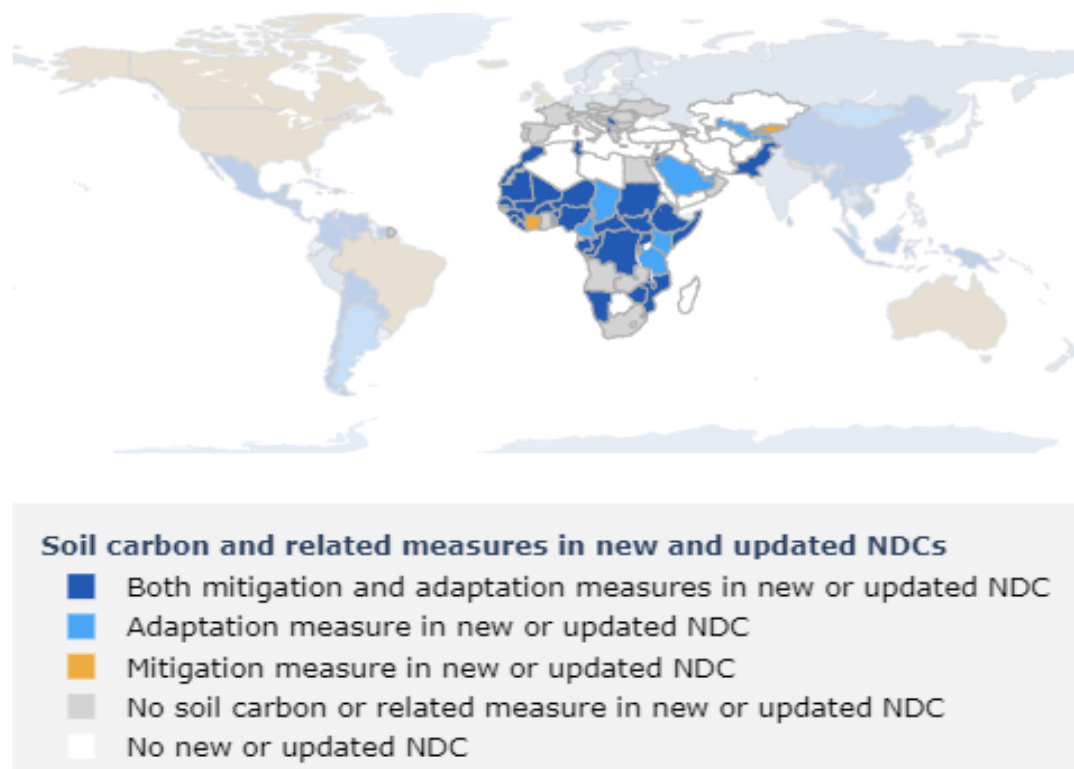 Soil carbon and related measures in new and updated NDCs
Both mitigation and adaptation measures in new or updated NDC
Adaptation measure in new or updated NDC
Mitigation measure in new or updated NDC
No soil carbon or related measure in new or updated NDC
No new or updated NDC